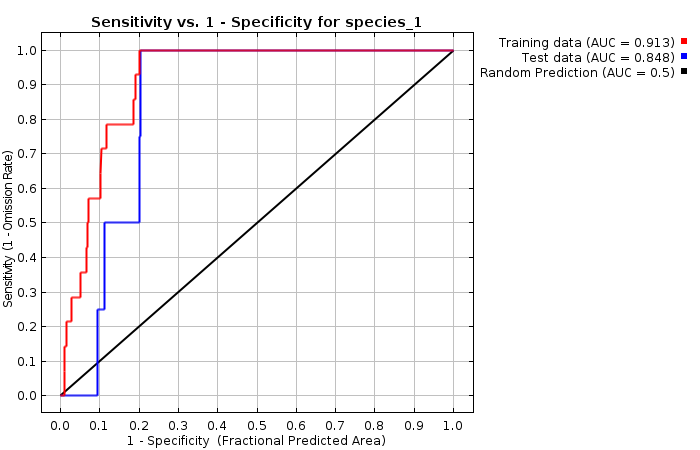 Sensitivity vs. 1 - Specificity for species_1
Training data (AUC = 0.913)
Test data (AUC = 0.848)
Random Prediction (AUC = 0.5)
Sensitivity (1 - Omission Rate)
1.0
0.9
0.8
0.7
0.6
0.5
0.4
0.3
0.2
0.1
0.0
0.0 0.1 0.2 0.3 0.4 0.5 0.6 0.7 0.8 0.9 1.0
1 - Specificity (Fractional Predicted Area)